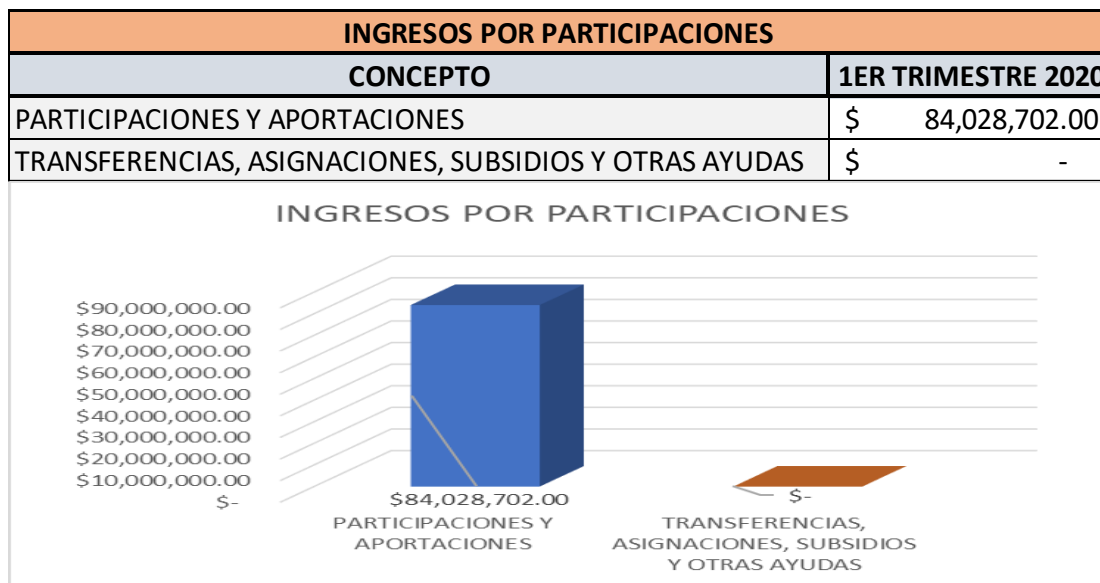 INGRESOS POR PARTICIPACIONES
CONCEPTO 1ER TRIMESTRE 2020
PARTICIPACIONES Y APORTACIONES $ 84,028,702.00
TRANSFERENCIAS, ASIGNACIONES, SUBSIDIOS Y OTRAS AYUDAS $ -
INGRESOS POR PARTICIPACIONES
$90,000,000.00
$80,000,000.00
$70,000,000.00
$60,000,000.00
$50,000,000.00
$40,000,000.00
$30,000,000.00
$20,000,000.00
$10,000,000.00
$-
$84,028,702.00
$-
PARTICIPACIONES Y
APORTACIONES
TRANSFERENCIAS,
ASIGNACIONES, SUBSIDIOS
Y OTRAS AYUDAS